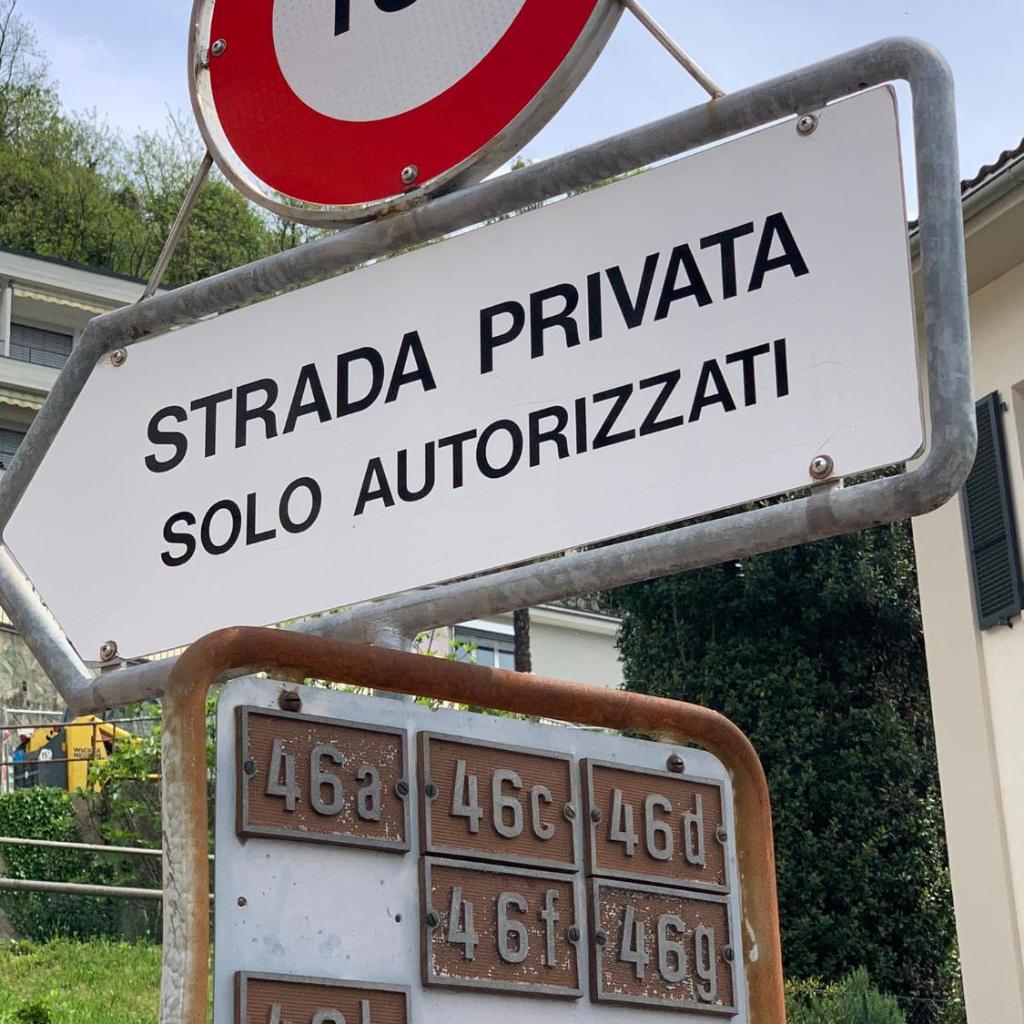 STRADA PRIVATA
SOLO AUTORIZZATI
46a 46c 46d
46f 46g